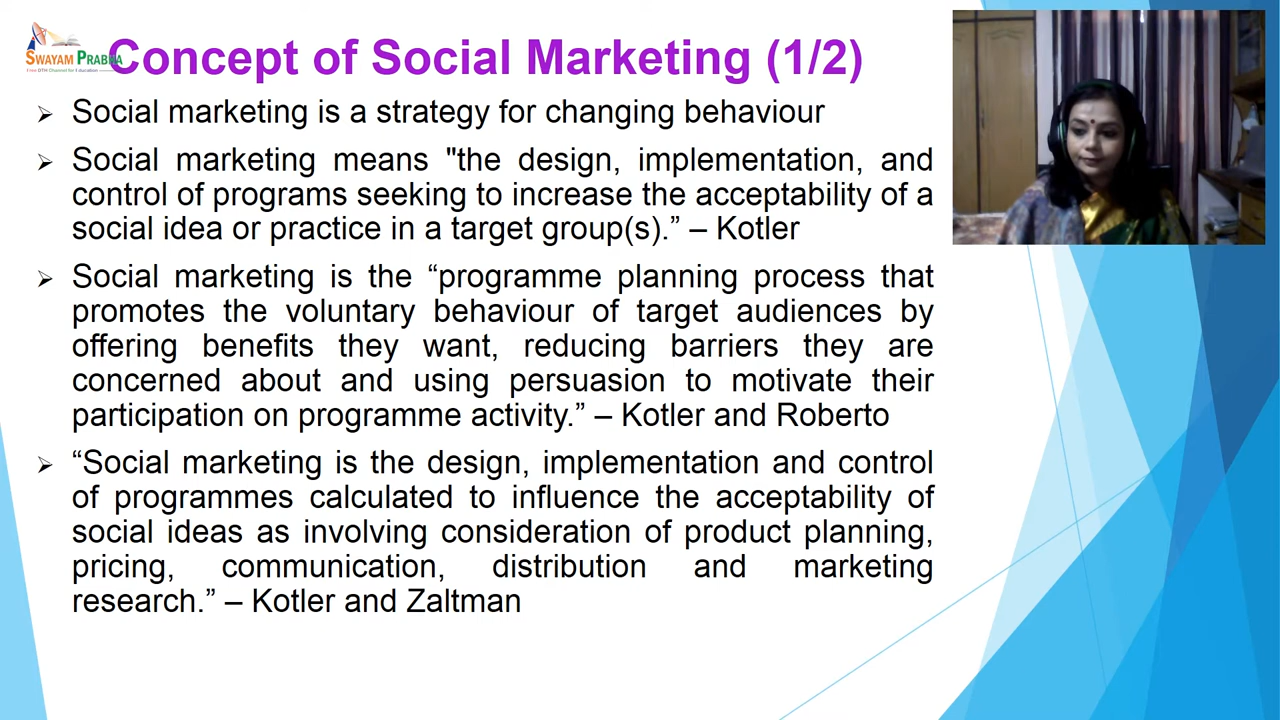 SWAYAM PRABHA
Free DTH Channel for Education
Concept of Social Marketing (1/2)
Social marketing is a strategy for changing behaviour
Social marketing means "the design, implementation, and
control of programs seeking to increase the acceptability of a
social idea or practice in a target group(s).” – Kotler
Social marketing is the “programme planning process that
promotes the voluntary behaviour of target audiences by
offering benefits they want, reducing barriers they are
concerned about and using persuasion to motivate their
participation on programme activity.” – Kotler and Roberto
“Social marketing is the design, implementation and control
of programmes calculated to influence the acceptability of
social ideas as involving consideration of product planning,
pricing, communication, distribution and marketing
research.” – Kotler and Zaltman